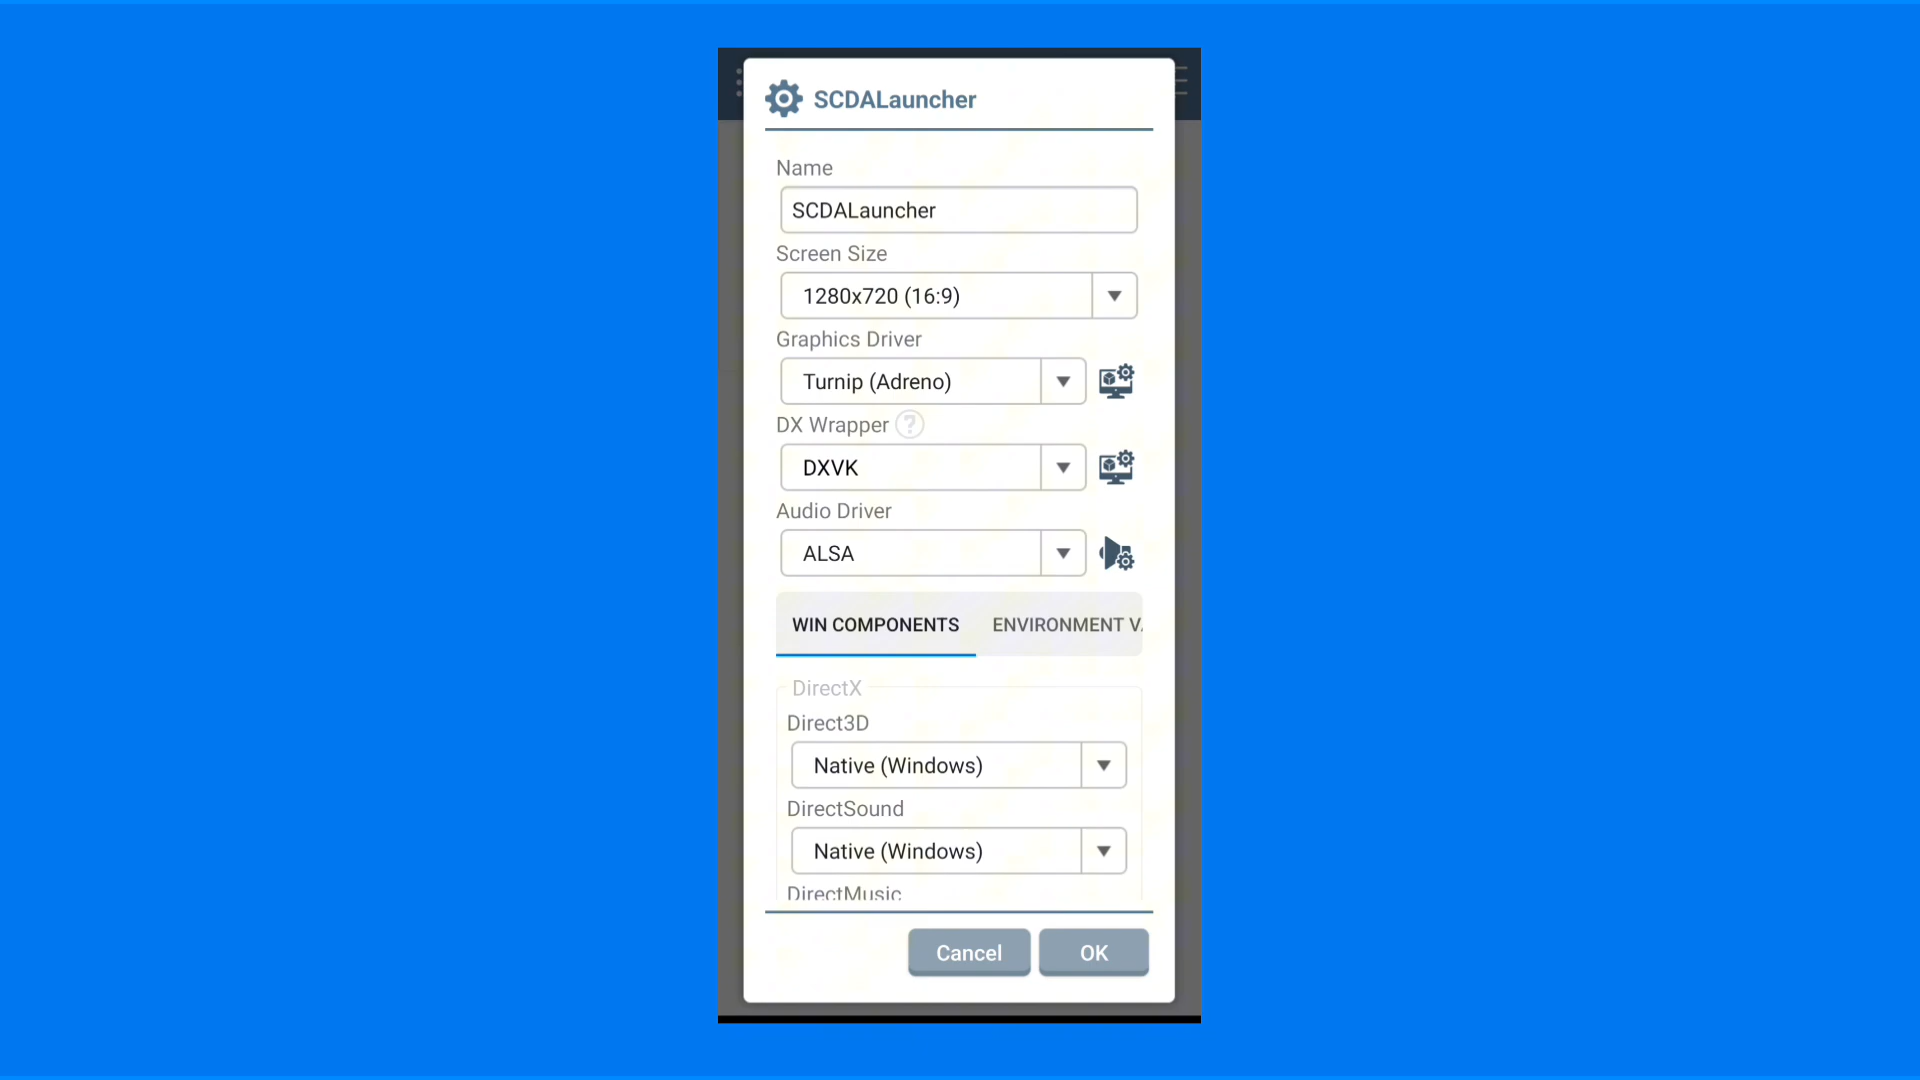 SCDALauncher
Name
SCDALauncher
Screen Size
1280x720 (16:9)
Graphics Driver
Turnip (Adreno)
DX Wrapper ?
DXVK
Audio Driver
ALSA
WIN COMPONENTS ENVIRONMENT V
DirectX
Direct3D
Native (Windows)
DirectSound
Native (Windows)
DirectMusic
Cancel OK